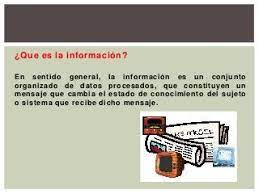 ¿Que es la información?
En sentido general, la información es un conjunto
organizado de datos procesados, que constituyen un
mensaje que cambia el estado de conocimiento del sujeto
o sistema que recibe dicho mensaje.